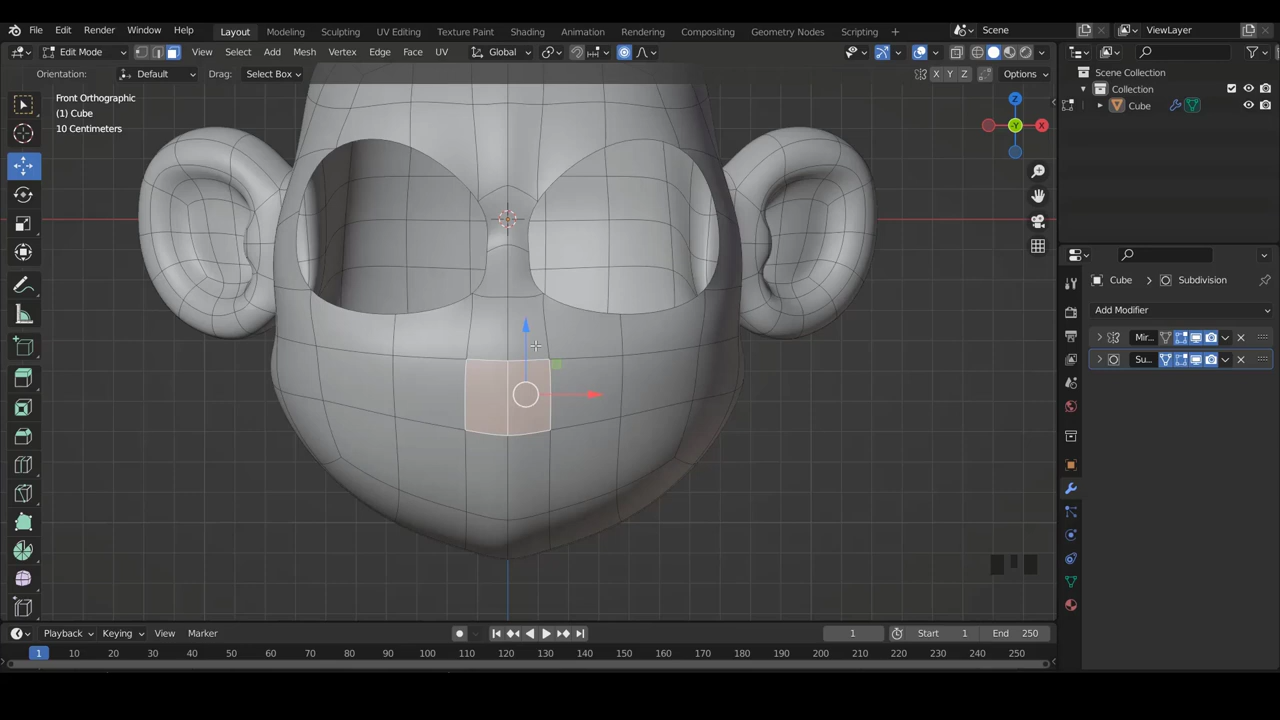 File Edit Render Window Help Layout Modeling Sculpting UV Editing Texture Paint Shading Animation Rendering Compositing Geometry Nodes Scripting Scene ViewLayer
Edit Mode View Select Add Mesh Vertex Edge Face UV Global
Orientation: Default Drag: Select Box X Y Z Options
Front Orthographic
(1) Cube
10 Centimeters
Z
-Y
X
Scene Collection
Collection
Cube
Cube Subdivision
Add Modifier
Mir...
Su...
Playback Keying View Marker 1 Start 1 End 250
1 10 20 30 40 50 60 70 80 90 100 110 120 130 140 150 160 170 180 190 200 210 220 230 240 250